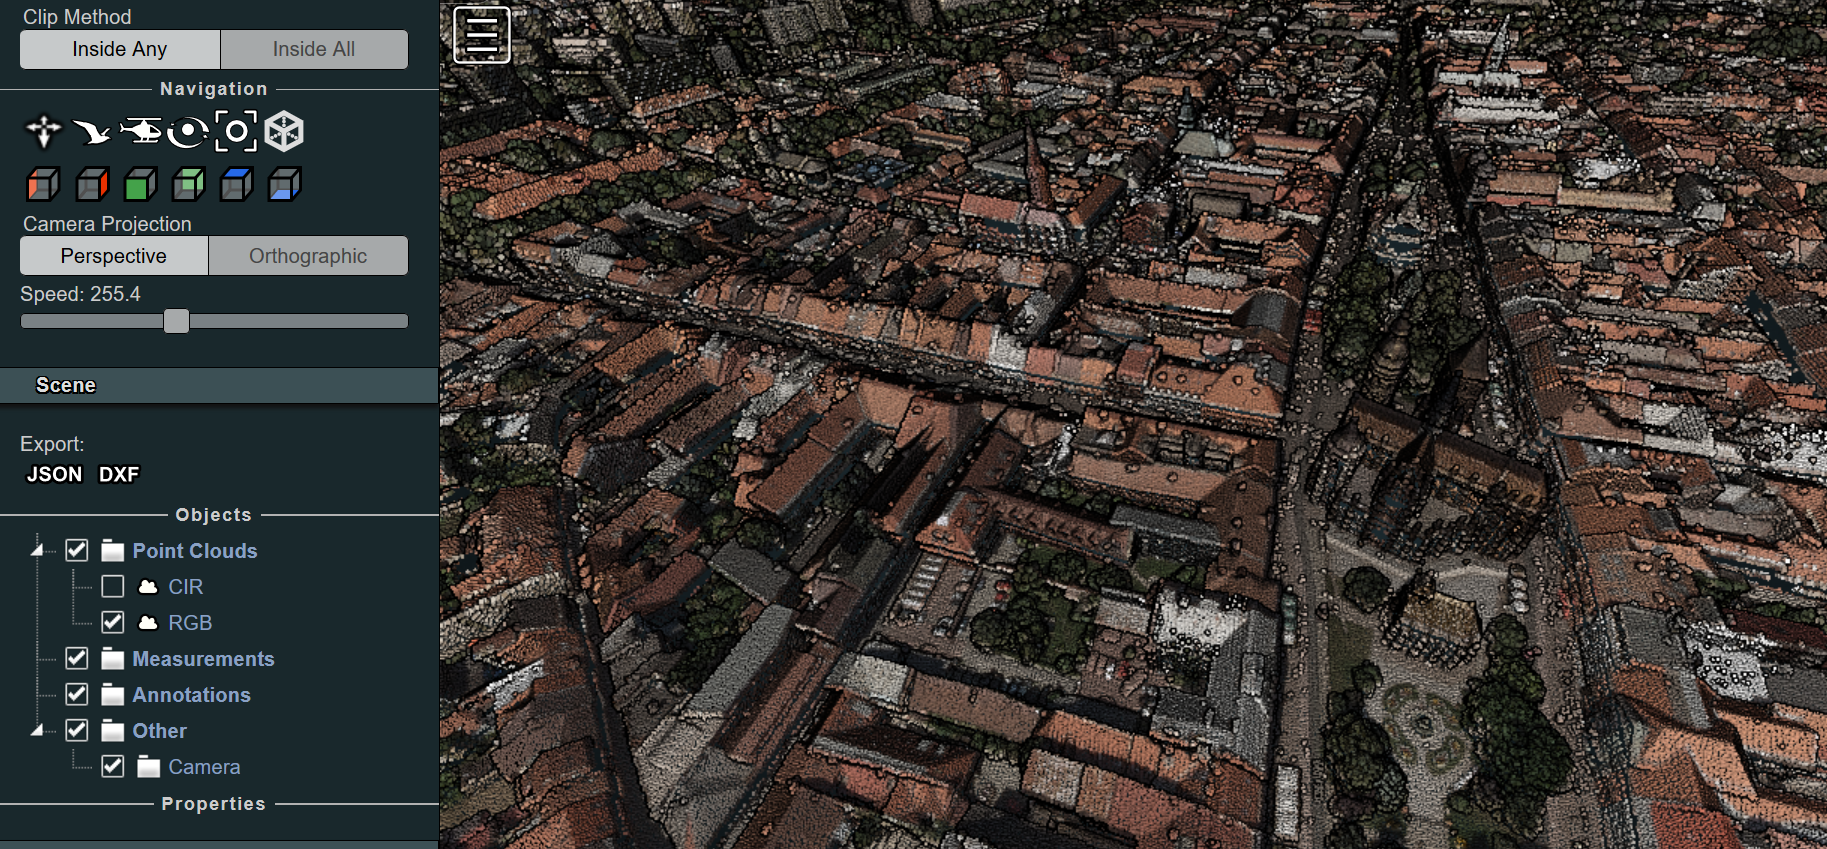 Clip Method
Inside Any Inside All
Navigation
Camera Projection
Perspective Orthographic
Speed: 255.4
Scene
Export:
JSON DXF
Objects
Point Clouds
CIR
RGB
Measurements
Annotations
Other
Camera
Properties